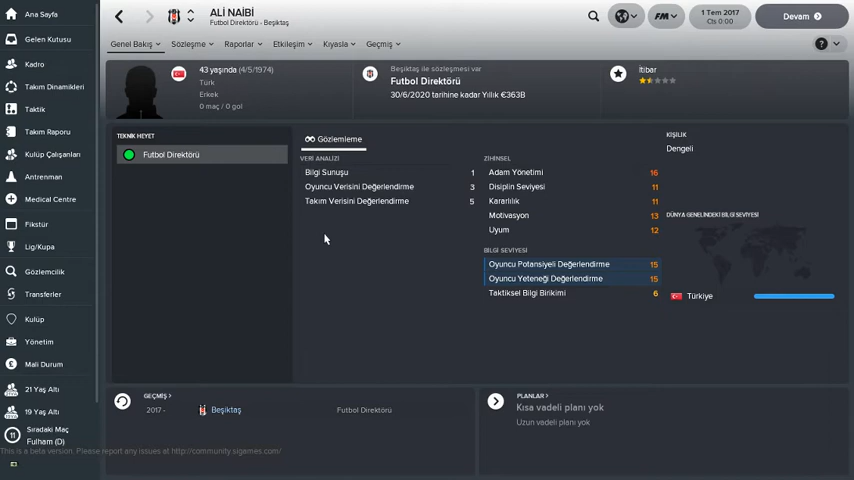 Ana Sayfa
Gelen Kutusu
Kadro
Takım Dinamikleri
Taktik
Takım Raporu
Kulüp Çalışanları
Antrenman
Medical Centre
Fikstür
Lig/Kupa
Gözlemcilik
Transferler
Kulüp
Yönetim
Mali Durum
21 Yaş Altı
19 Yaş Altı
11
Sıradaki Maç
Fulham (D)
ALİ NAİBİ
Futbol Direktörü - Beşiktaş
FM
1 Tem 2017
Cts 0:00
Devam
Genel Bakış
Sözleşme
Raporlar
Etkileşim
Kıyasla
Geçmiş
?
43 yaşında (4/5/1974)
Türk
Erkek
0 maç / 0 gol
Beşiktaş ile sözleşmesi var
Futbol Direktörü
30/6/2020 tarihine kadar Yıllık €363B
İtibar
TEKNİK HEYET
Futbol Direktörü
Gözlemleme
VERİ ANALİZİ
Bilgi Sunuşu 1
Oyuncu Verisini Değerlendirme 3
Takım Verisini Değerlendirme 5
ZİHİNSEL
Adam Yönetimi 16
Disiplin Seviyesi 11
Kararlılık 11
Motivasyon 13
Uyum 12
BİLGİ SEVİYESİ
Oyuncu Potansiyeli Değerlendirme 15
Oyuncu Yeteneği Değerlendirme 15
Taktiksel Bilgi Birikimi 6
KİŞİLİK
Dengeli
DÜNYA GENELİNDEKİ BİLGİ SEVİYESİ
Türkiye
GEÇMİŞ >
2017 - Beşiktaş Futbol Direktörü
PLANLAR >
Kısa vadeli planı yok
Uzun vadeli planı yok
This is a beta version. Please report any issues at http://community.sigames.com/